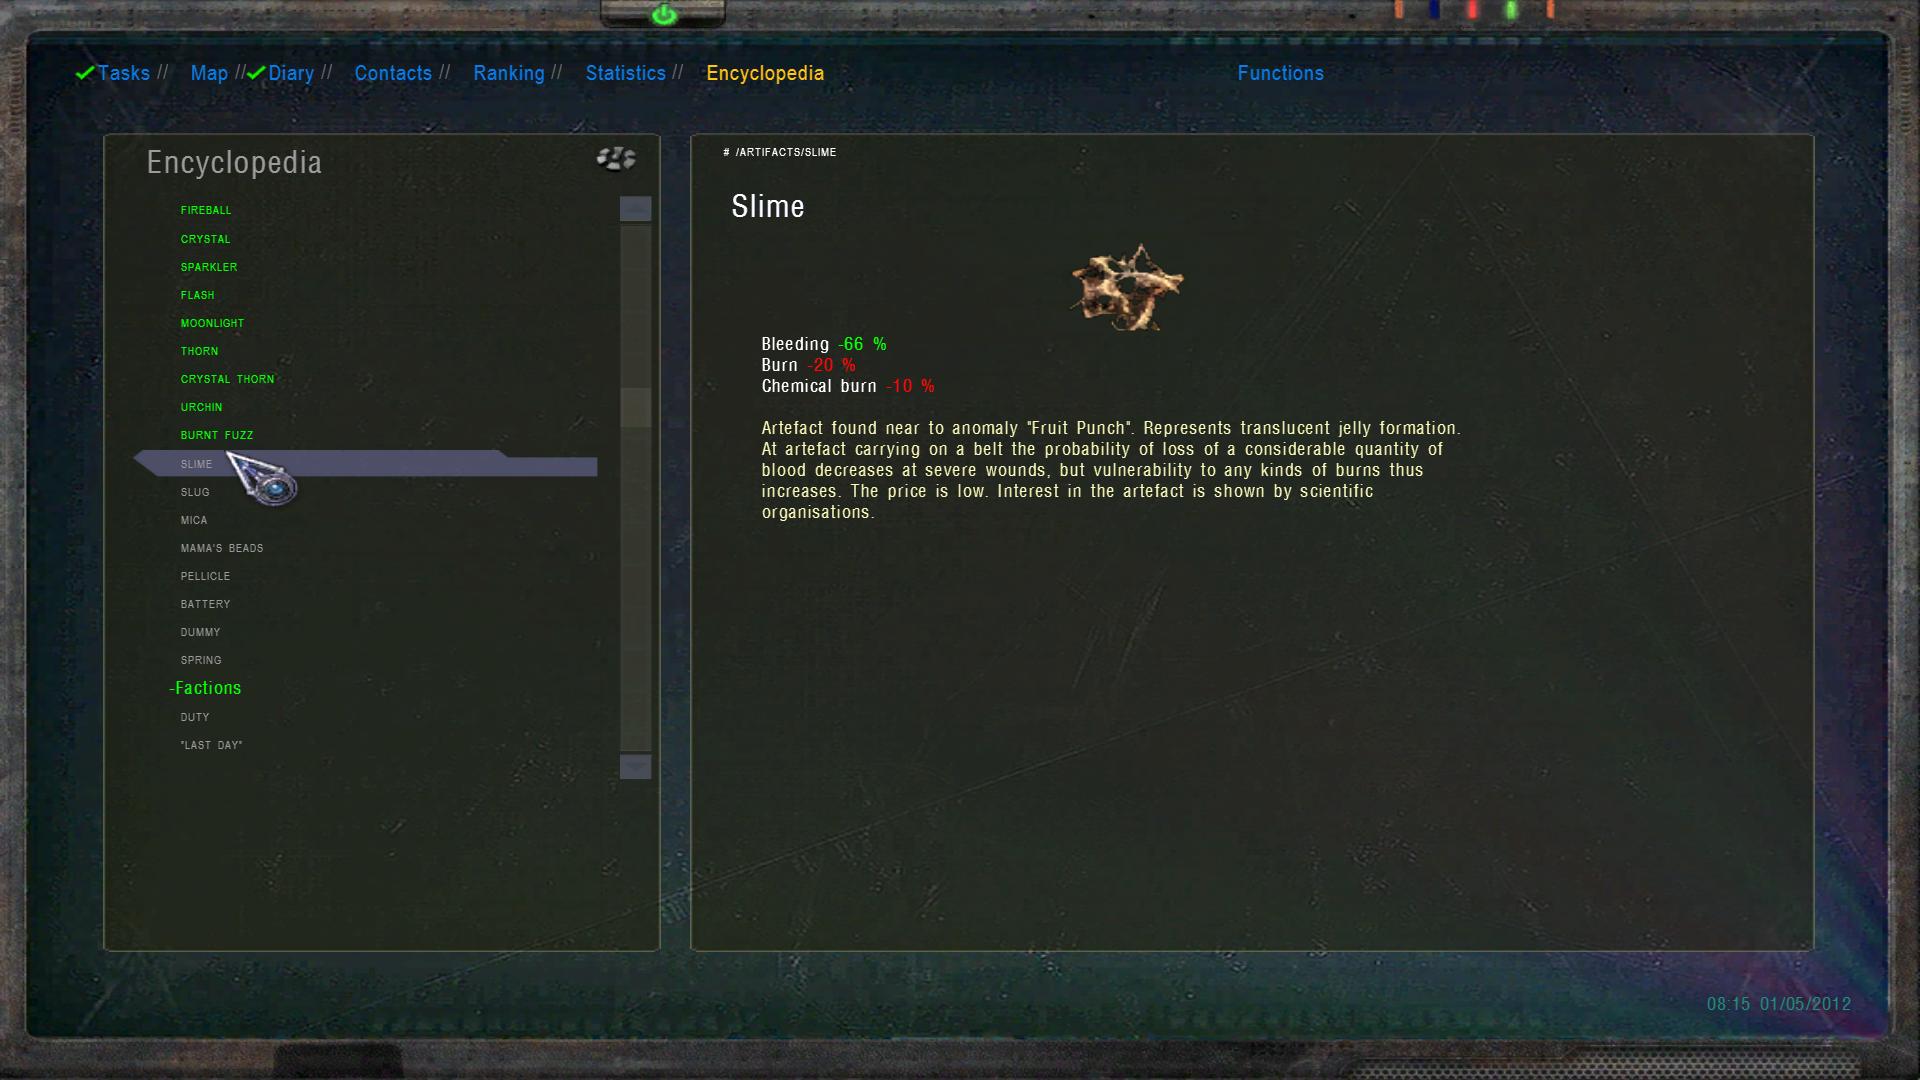 Tasks // Map // Diary // Contacts // Ranking // Statistics // Encyclopedia Functions
Encyclopedia
FIREBALL
CRYSTAL
SPARKLER
FLASH
MOONLIGHT
THORN
CRYSTAL THORN
URCHIN
BURNT FUZZ
SLIME
SLUG
MICA
MAMA'S BEADS
PELLICLE
BATTERY
DUMMY
SPRING
-Factions
DUTY
"LAST DAY"
# /ARTIFACTS/SLIME
Slime
Bleeding -66 %
Burn -20 %
Chemical burn -10 %
Artefact found near to anomaly "Fruit Punch". Represents translucent jelly formation.
At artefact carrying on a belt the probability of loss of a considerable quantity of
blood decreases at severe wounds, but vulnerability to any kinds of burns thus
increases. The price is low. Interest in the artefact is shown by scientific
organisations.
08:15 01/05/2012